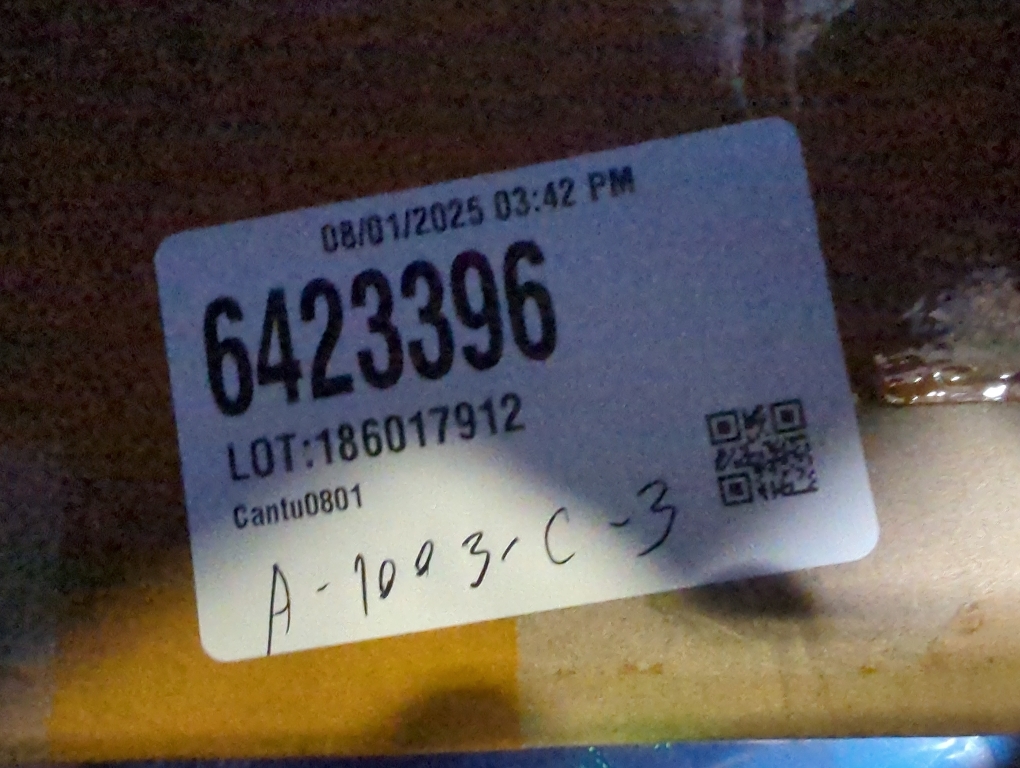 08/01/2025 03:42 PM
6423396
LOT:186017912
Cantu0801
A-1003-C-3